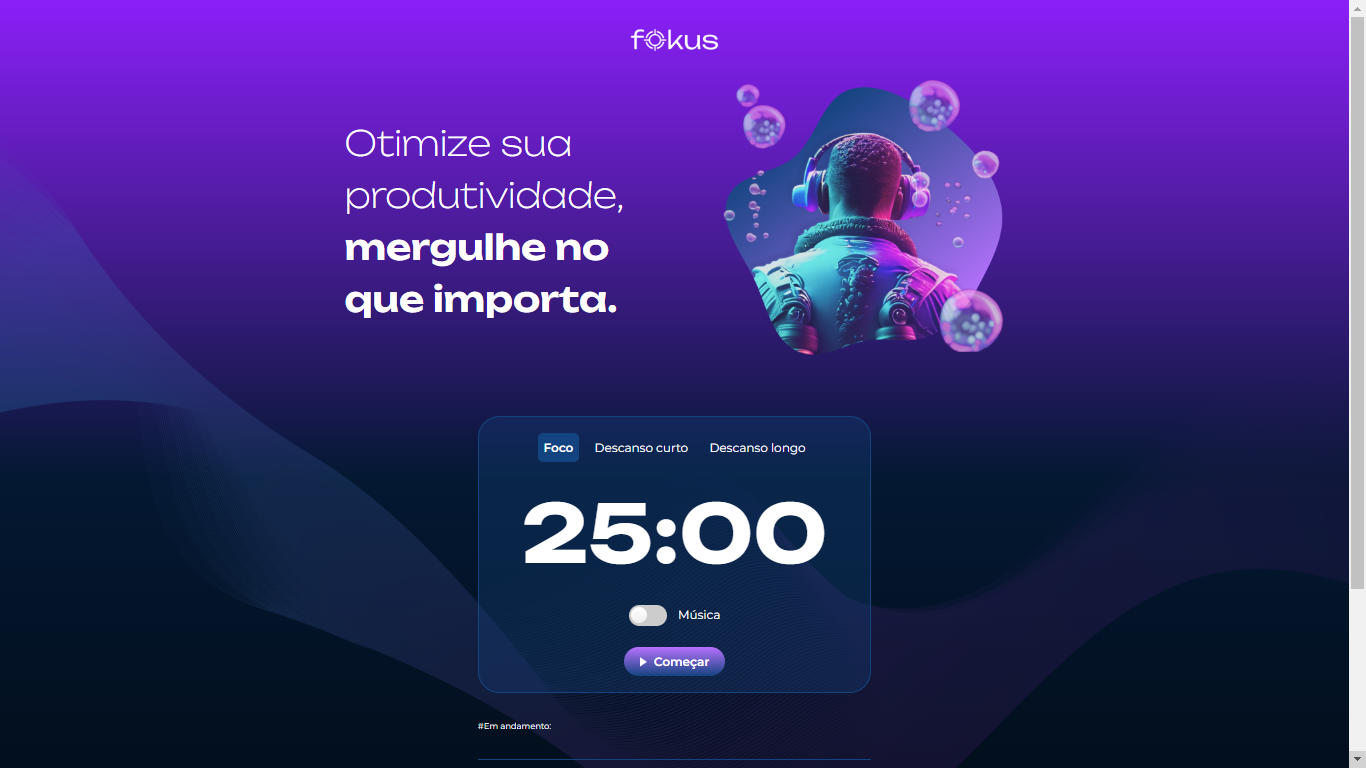 fokus
Otimize sua
produtividade,
mergulhe no
que importa.
Foco Descanso curto Descanso longo
25:00
Música
Começar
#Em andamento: